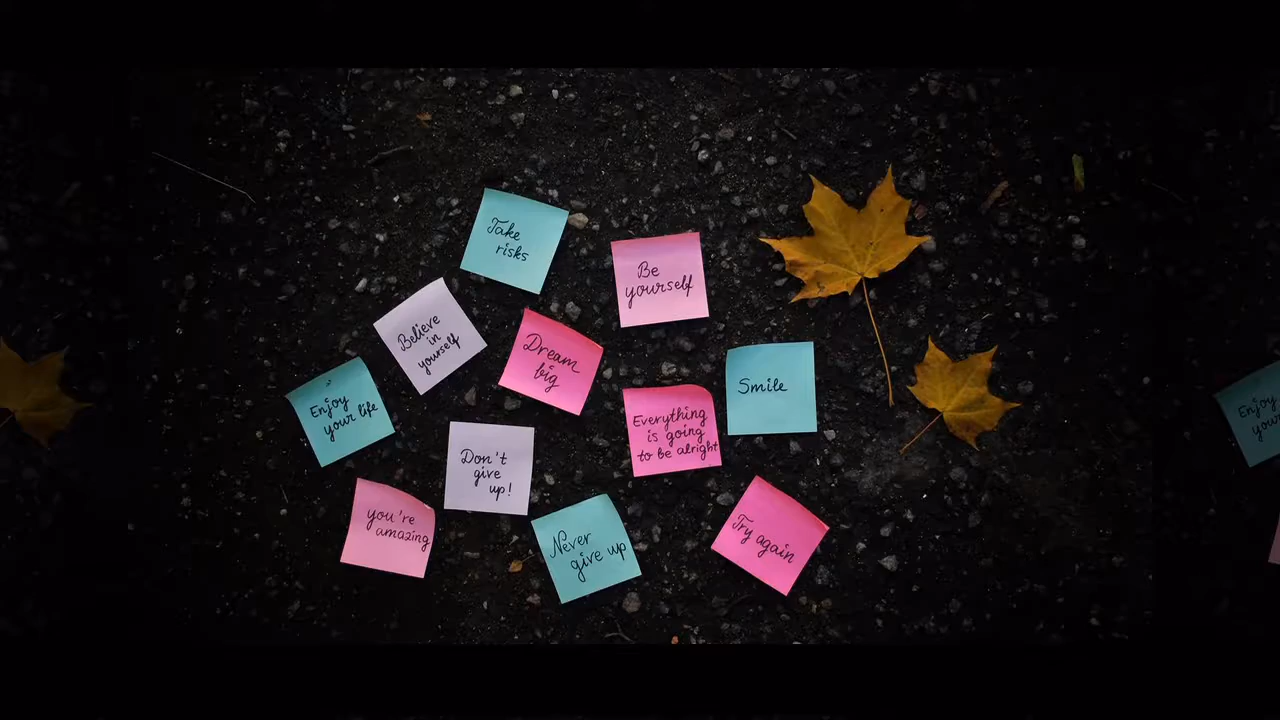 Take
risks
Be
yourself
Believe
in
yourself
Dream
big
Smile
Enjoy
your life
Everything
is going
to be alright
Don't
give
up!
you're
amazing
Never
give up
Try again
Enjoy